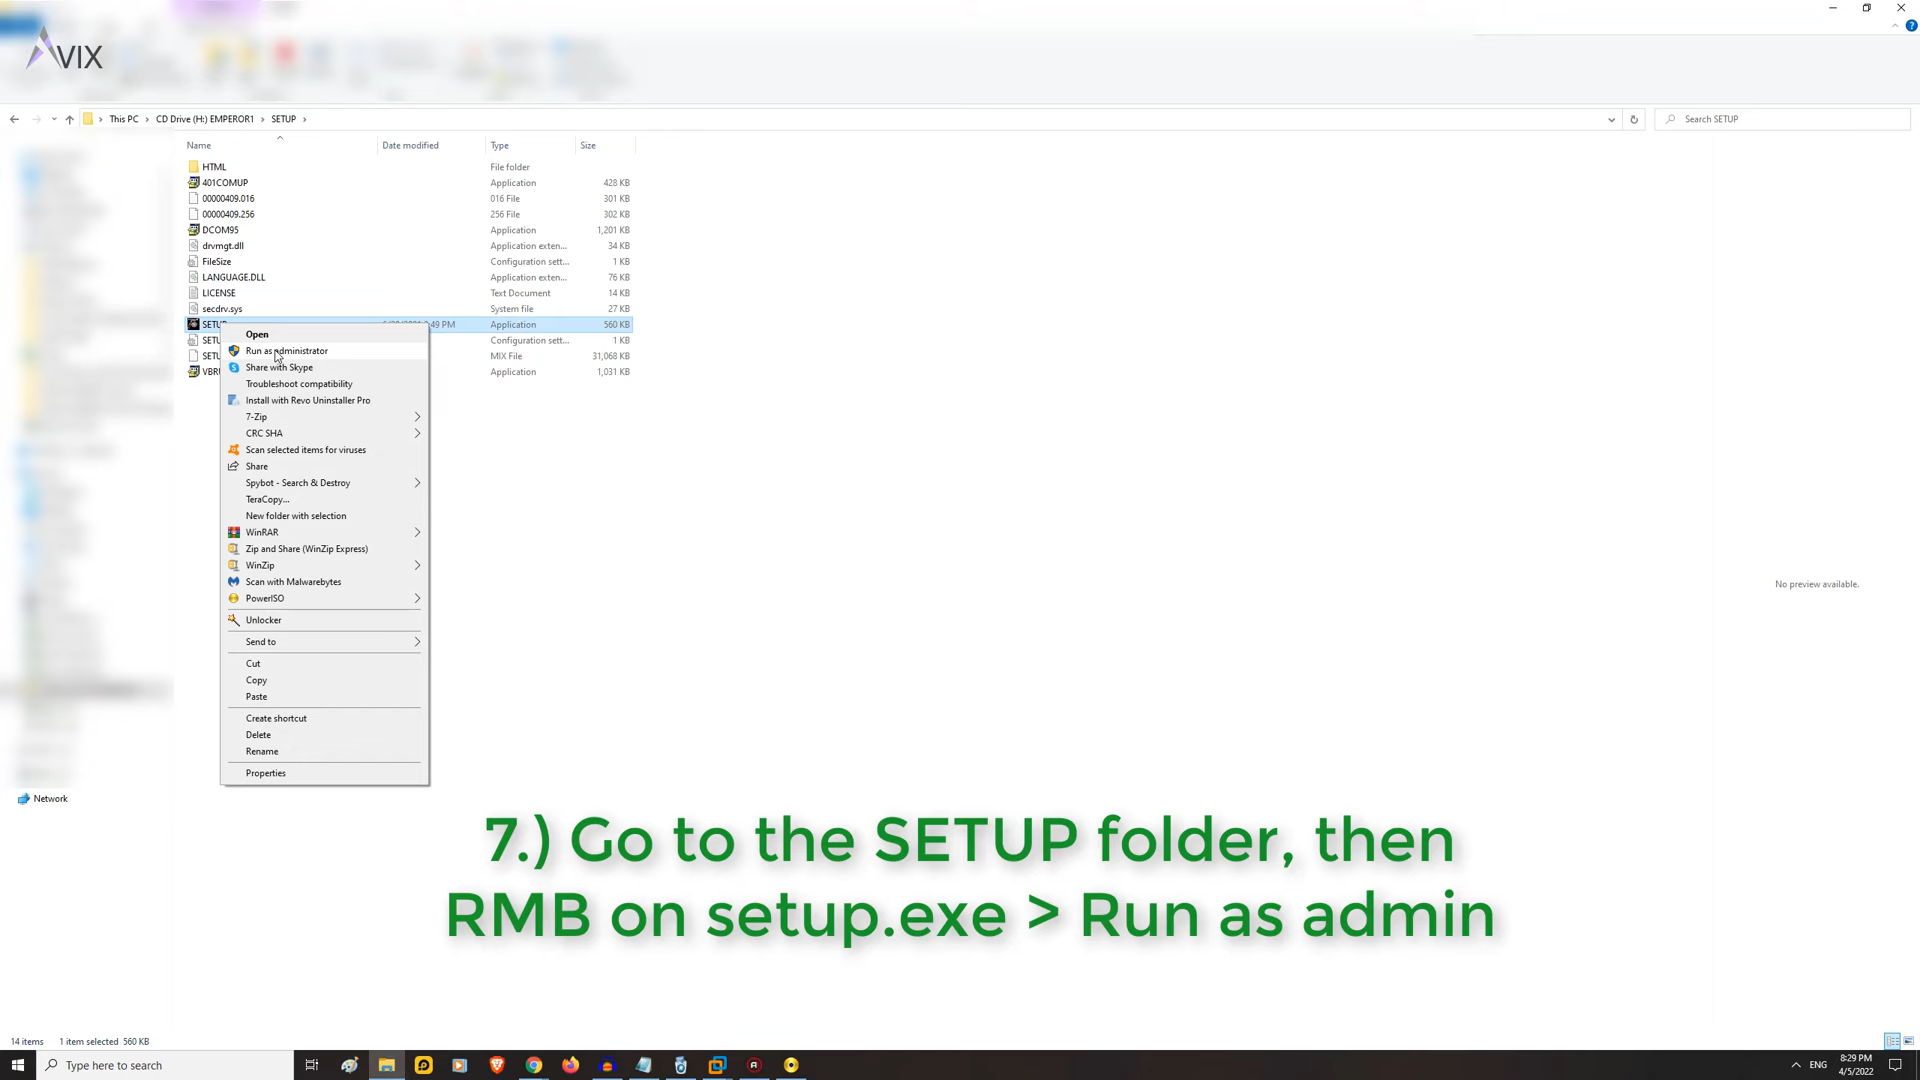 AVIX
This PC > CD Drive (H:) EMPEROR1 > SETUP >
Search SETUP
Name Date modified Type Size
HTML File folder
401COMUP Application 428 KB
00000409.016 016 File 301 KB
00000409.256 256 File 302 KB
DCOM95 Application 1,201 KB
drvmgt.dll Application exten... 34 KB
FileSize Configuration sett... 1 KB
LANGUAGE.DLL Application exten... 76 KB
LICENSE Text Document 14 KB
secdrv.sys System file 27 KB
SETUP 49 PM Application 560 KB
SETU Configuration sett... 1 KB
SETU MIX File 31,068 KB
VBRU Application 1,031 KB
Open
Run as administrator
Share with Skype
Troubleshoot compatibility
Install with Revo Uninstaller Pro
7-Zip
CRC SHA
Scan selected items for viruses
Share
Spybot - Search & Destroy
TeraCopy...
New folder with selection
WinRAR
Zip and Share (WinZip Express)
WinZip
Scan with Malwarebytes
PowerISO
Unlocker
Send to
Cut
Copy
Paste
Create shortcut
Delete
Rename
Properties
No preview available.
Network
7.) Go to the SETUP folder, then
RMB on setup.exe > Run as admin
14 items 1 item selected 560 KB
Type here to search
ENG
8:29 PM
4/5/2022